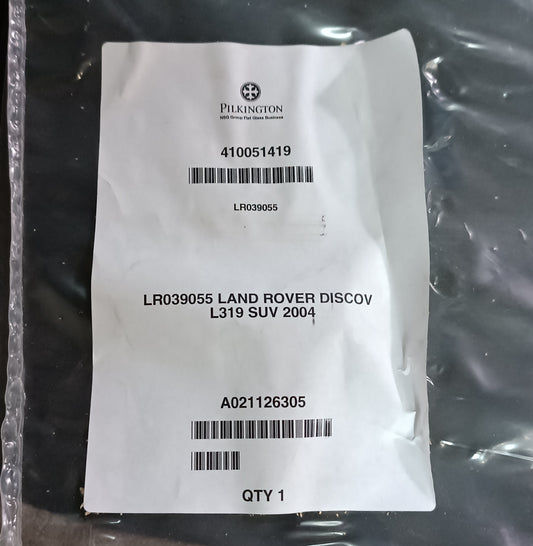 PILKINGTON
NSG Group Flat Glass Business
410051419
LR039055
LR039055 LAND ROVER DISCOV
L319 SUV 2004
A021126305
QTY 1